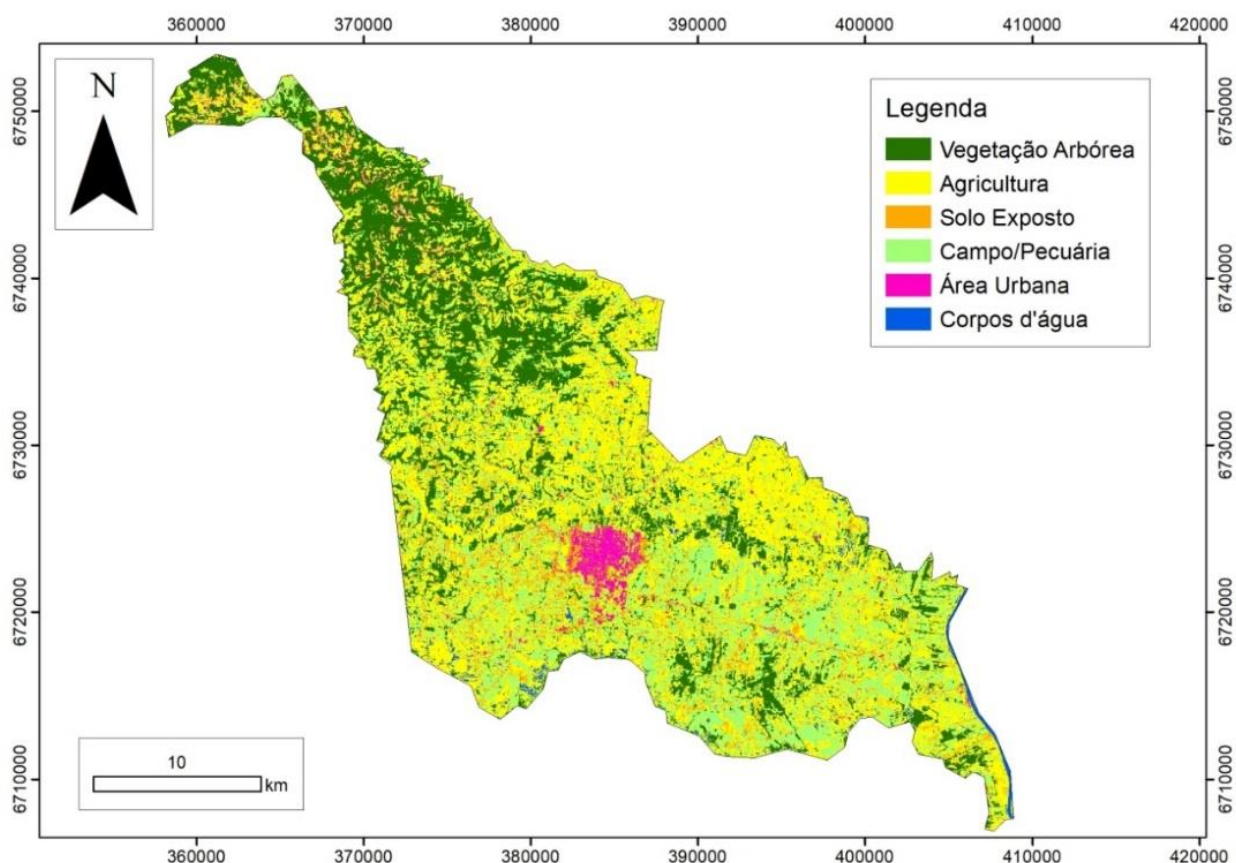 360000 370000 380000 390000 400000 410000 420000
N
Legenda
Vegetação Arbórea
Agricultura
Solo Exposto
Campo/Pecuária
Área Urbana
Corpos d'água
6750000 6750000
6740000 6740000
6730000 6730000
6720000 6720000
6710000 6710000
10
km
360000 370000 380000 390000 400000 410000 420000